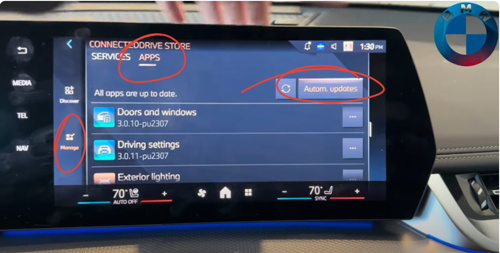 CONNECTEDDRIVE STORE
1:30 PM
SERVICES APPS
MEDIA
Discover
All apps are up to date.
Autom. updates
TEL
Doors and windows
3.0.10-pu2307
Manage
NAV
Driving settings
3.0.11-pu2307
Exterior lighting
- 70° + - 70° +
AUTO OFF
SYNC
BMW